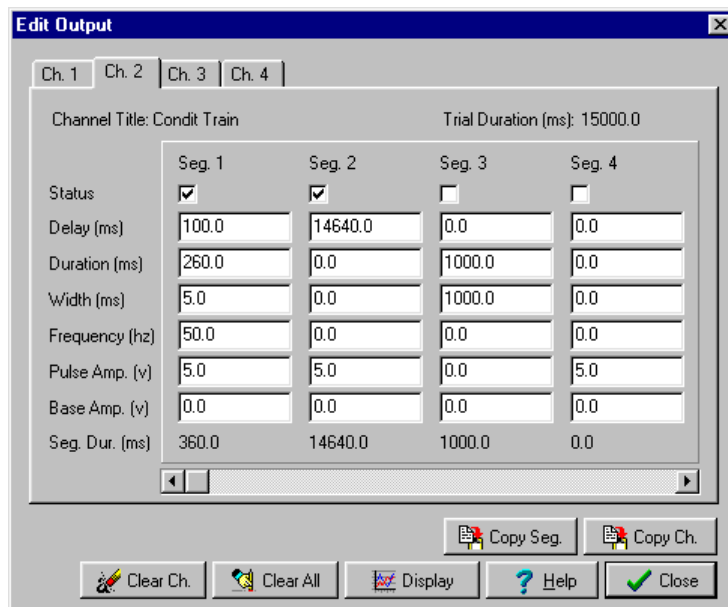 Edit Output
Ch. 1 Ch. 2 Ch. 3 Ch. 4
Channel Title: Condit Train Trial Duration (ms): 15000.0
Seg. 1 Seg. 2 Seg. 3 Seg. 4
Status
Delay (ms) 100.0 14640.0 0.0 0.0
Duration (ms) 260.0 0.0 1000.0 0.0
Width (ms) 5.0 0.0 1000.0 0.0
Frequency (hz) 50.0 0.0 0.0 0.0
Pulse Amp. (v) 5.0 5.0 0.0 5.0
Base Amp. (v) 0.0 0.0 0.0 0.0
Seg. Dur. (ms) 360.0 14640.0 1000.0 0.0
Copy Seg. Copy Ch.
Clear Ch. Clear All Display Help Close